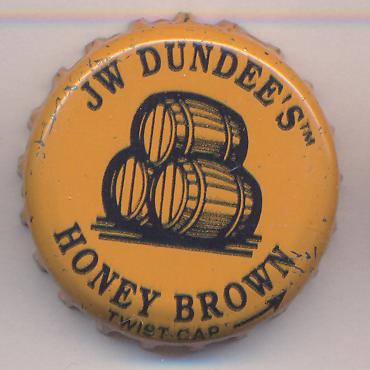 JW DUNDEE'S™
HONEY BROWN
TWIST CAP